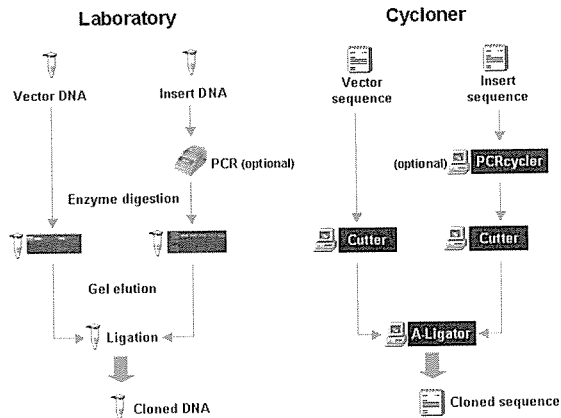 Laboratory
Vector DNA
Insert DNA
PCR (optional)
Enzyme digestion
Gel elution
Ligation
Cloned DNA
Cycloner
Vector
sequence
Insert
sequence
(optional)
PCRcycler
Cutter
Cutter
A-Ligator
Cloned sequence